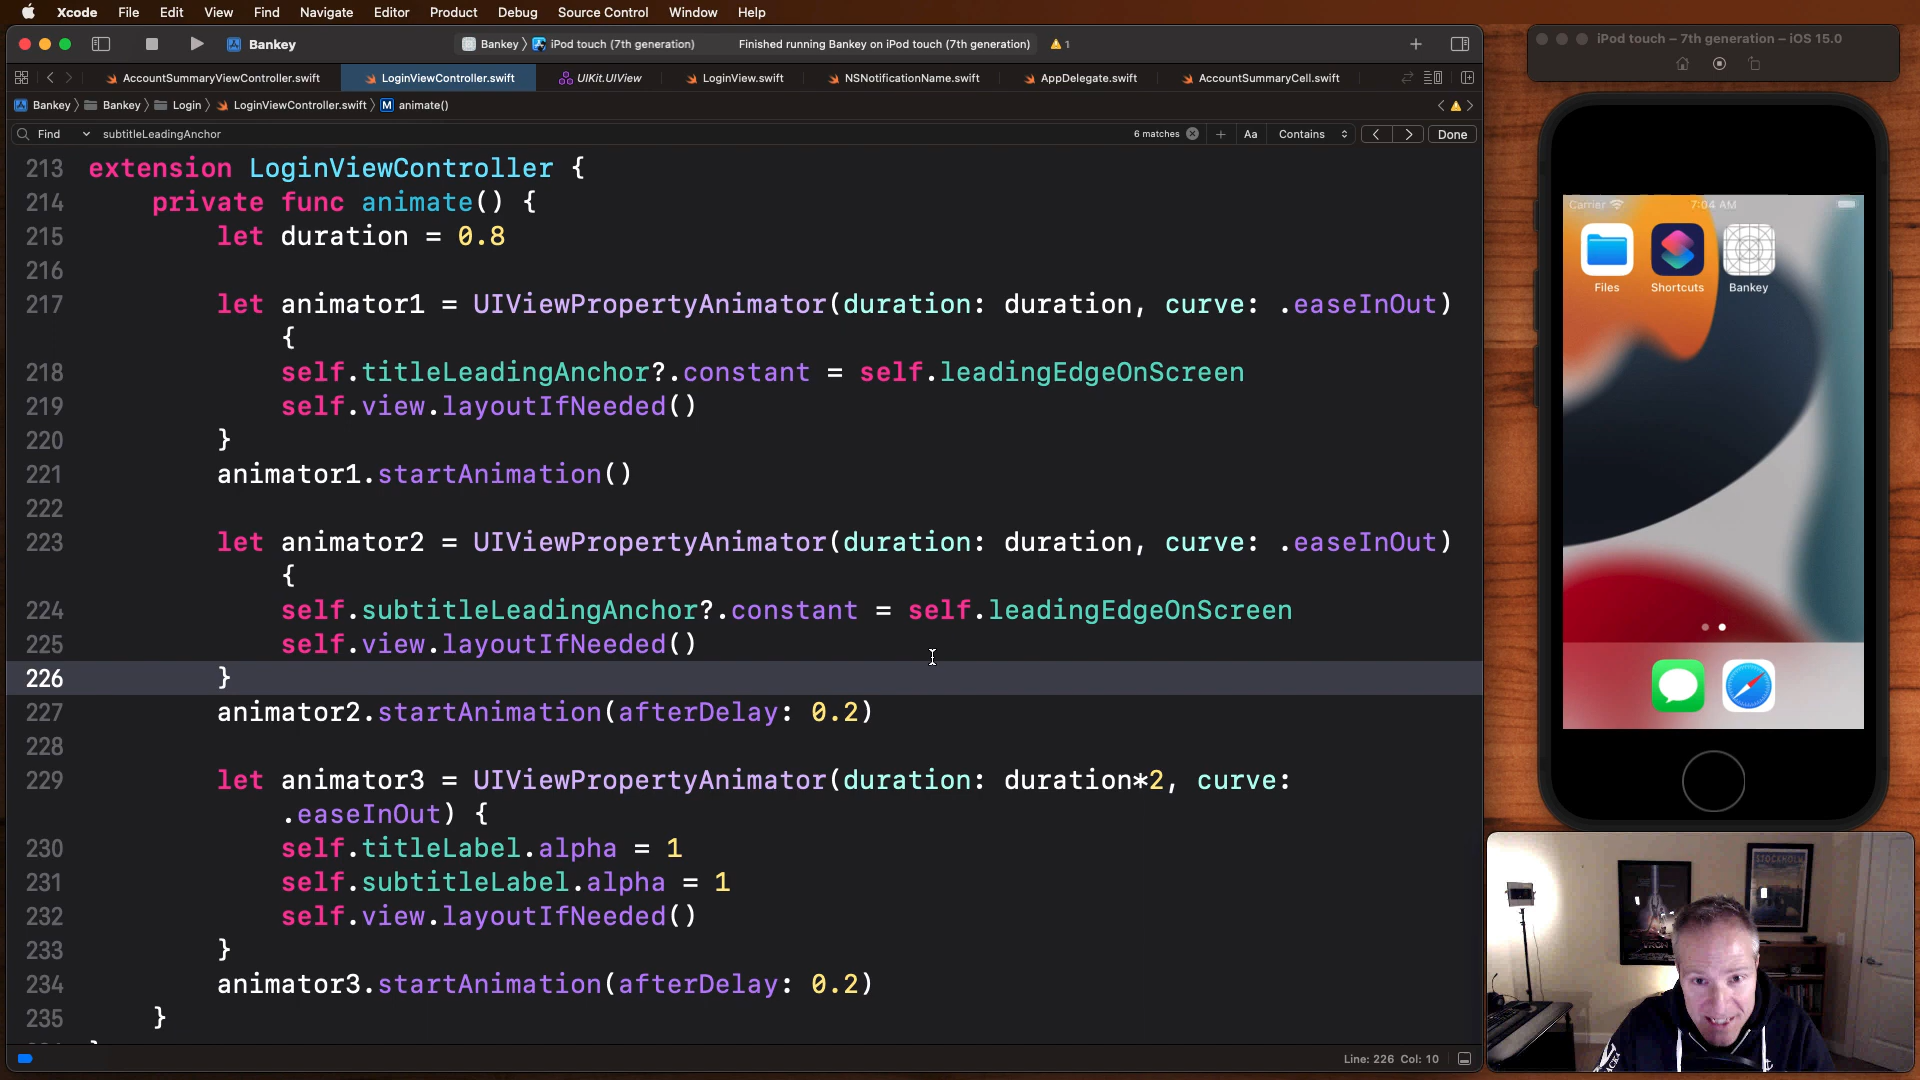 Xcode File Edit View Find Navigate Editor Product Debug Source Control Window Help
Bankey
Bankey iPod touch (7th generation)
Finished running Bankey on iPod touch (7th generation)
1
AccountSummaryViewController.swift
LoginViewController.swift
UIKit.UIView
LoginView.swift
NSNotificationName.swift
AppDelegate.swift
AccountSummaryCell.swift
Bankey Bankey Login LoginViewController.swift M animate()
Find subtitleLeadingAnchor 6 matches Aa Contains Done
213 extension LoginViewController {
214 private func animate() {
215 let duration = 0.8
216
217 let animator1 = UIViewPropertyAnimator(duration: duration, curve: .easeInOut)
{
218 self.titleLeadingAnchor?.constant = self.leadingEdgeOnScreen
219 self.view.layoutIfNeeded()
220 }
221 animator1.startAnimation()
222
223 let animator2 = UIViewPropertyAnimator(duration: duration, curve: .easeInOut)
{
224 self.subtitleLeadingAnchor?.constant = self.leadingEdgeOnScreen
225 self.view.layoutIfNeeded()
226 }
227 animator2.startAnimation(afterDelay: 0.2)
228
229 let animator3 = UIViewPropertyAnimator(duration: duration*2, curve:
.easeInOut) {
230 self.titleLabel.alpha = 1
231 self.subtitleLabel.alpha = 1
232 self.view.layoutIfNeeded()
233 }
234 animator3.startAnimation(afterDelay: 0.2)
235 }
Line: 226 Col: 10
iPod touch – 7th generation – iOS 15.0
Carrier 7:04 AM
Files Shortcuts Bankey
STOCKHOLM